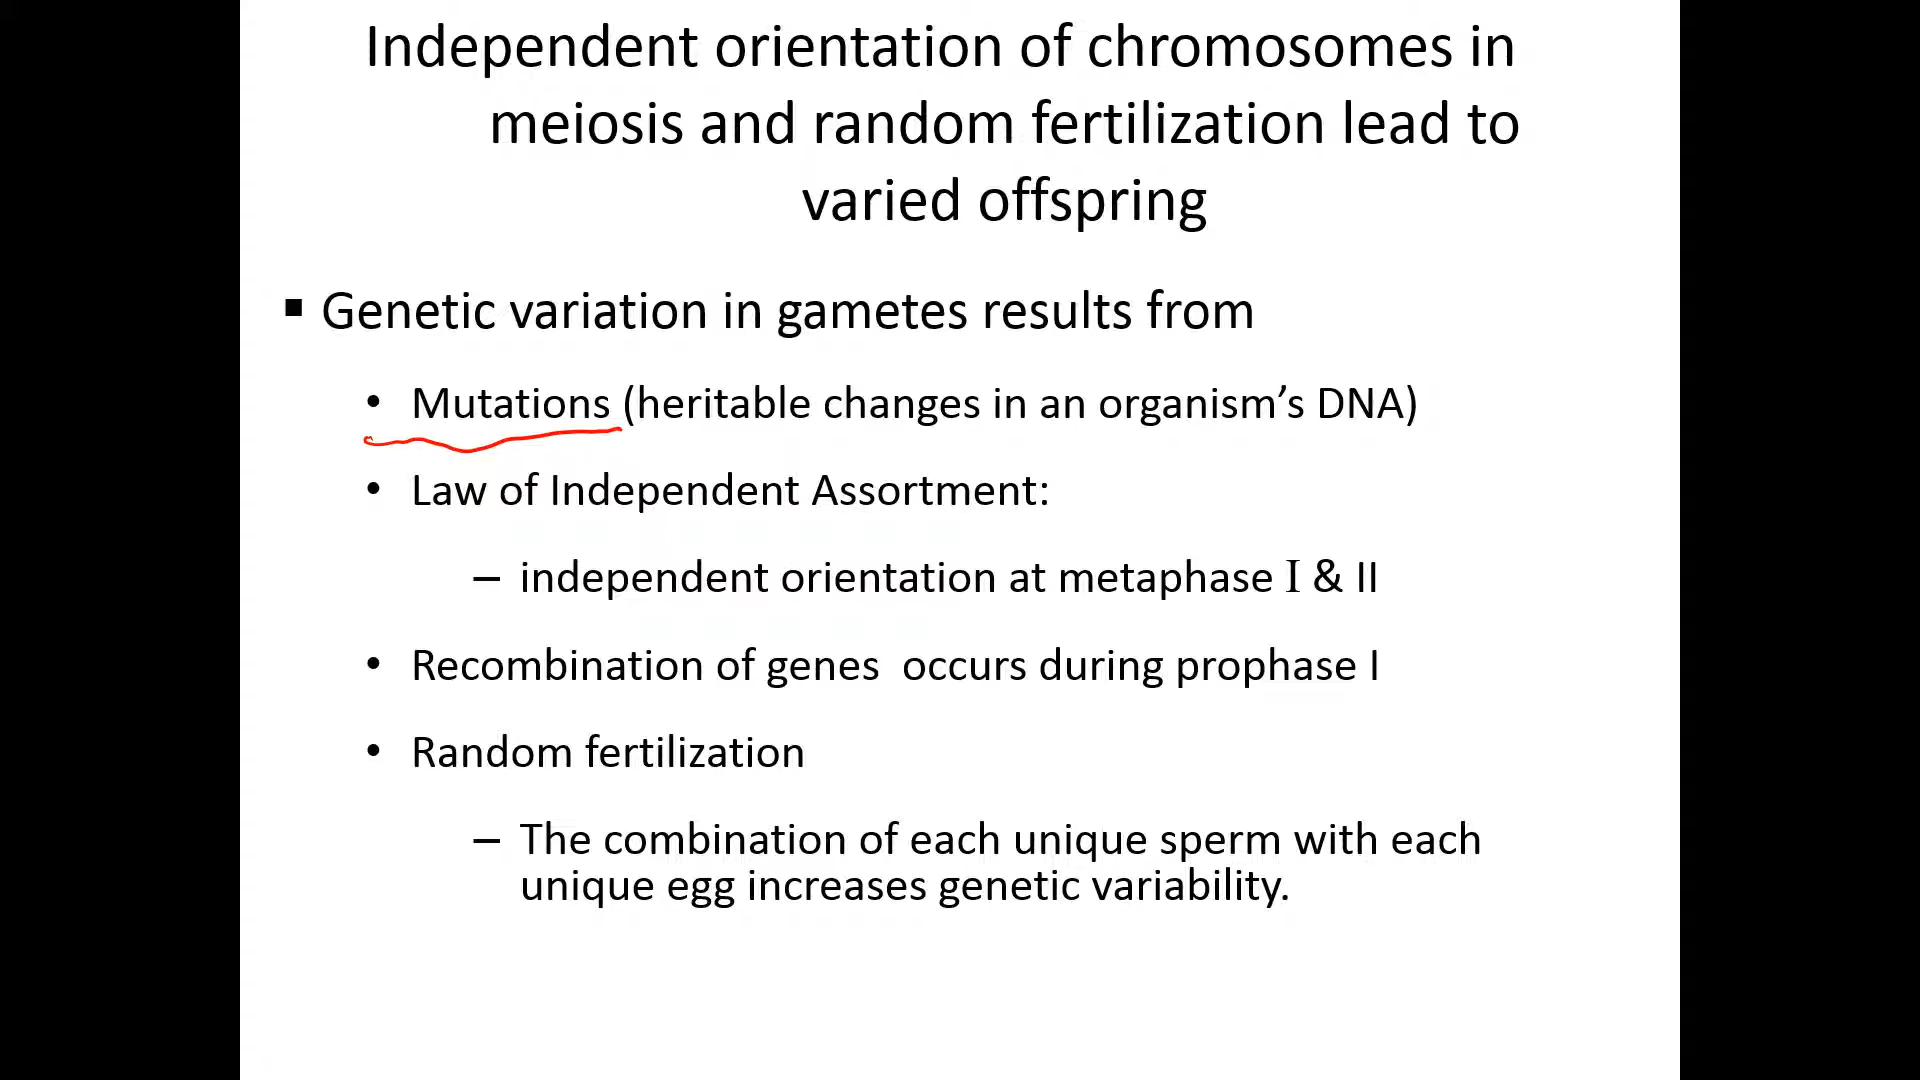 Independent orientation of chromosomes in
meiosis and random fertilization lead to
varied offspring
▪ Genetic variation in gametes results from
• Mutations (heritable changes in an organism’s DNA)
• Law of Independent Assortment:
– independent orientation at metaphase I & II
• Recombination of genes  occurs during prophase I
• Random fertilization
– The combination of each unique sperm with each
unique egg increases genetic variability.